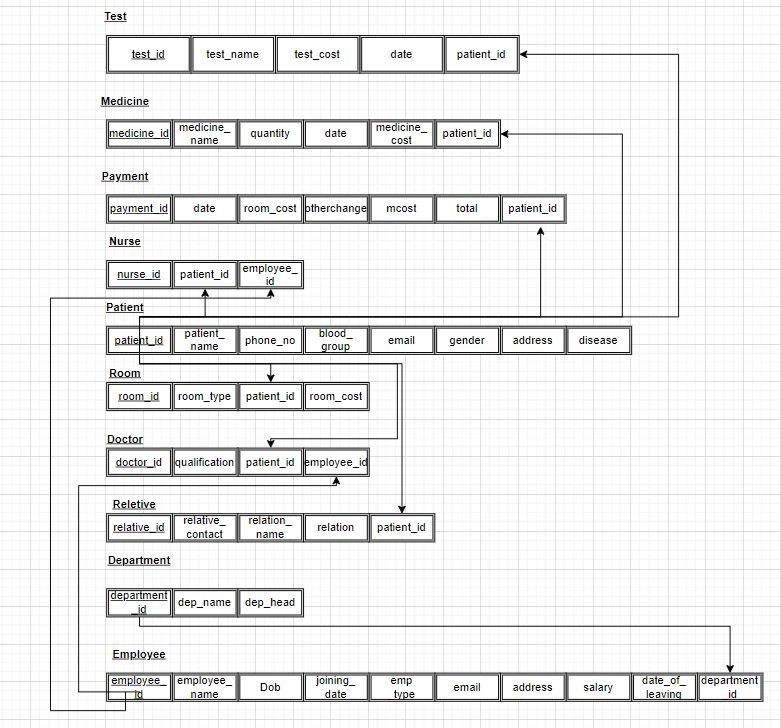 Test
test_id test_name test_cost date patient_id
Medicine
medicine_id medicine_ name quantity date medicine_ cost patient_id
Payment
payment_id date room_cost otherchange mcost total patient_id
Nurse
nurse_id patient_id employee_ id
Patient
patient_id patient_ name phone_no blood_ group email gender address disease
Room
room_id room_type patient_id room_cost
Doctor
doctor_id qualification patient_id employee_id
Reletive
relative_id relative_ contact relation_ name relation patient_id
Department
department _id dep_name dep_head
Employee
employee_ id employee_ name Dob joining_ date emp type email address salary date_of_ leaving department id